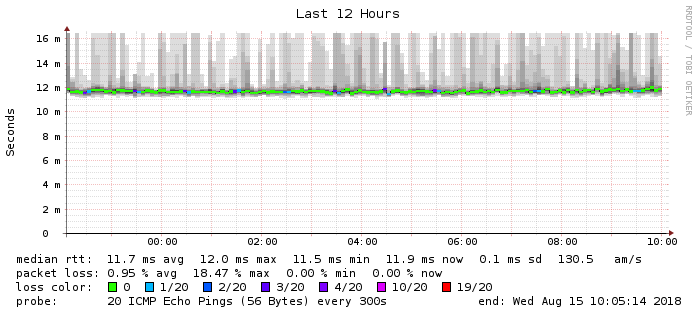 Last 12 Hours
RRDTOOL / TOBI OETIKER
Seconds
16 m
14 m
12 m
10 m
8 m
6 m
4 m
2 m
0
00:00 02:00 04:00 06:00 08:00 10:00
median rtt: 11.7 ms avg 12.0 ms max 11.5 ms min 11.9 ms now 0.1 ms sd 130.5 am/s
packet loss: 0.95 % avg 18.47 % max 0.00 % min 0.00 % now
loss color: 0 1/20 2/20 3/20 4/20 10/20 19/20
probe: 20 ICMP Echo Pings (56 Bytes) every 300s end: Wed Aug 15 10:05:14 2018